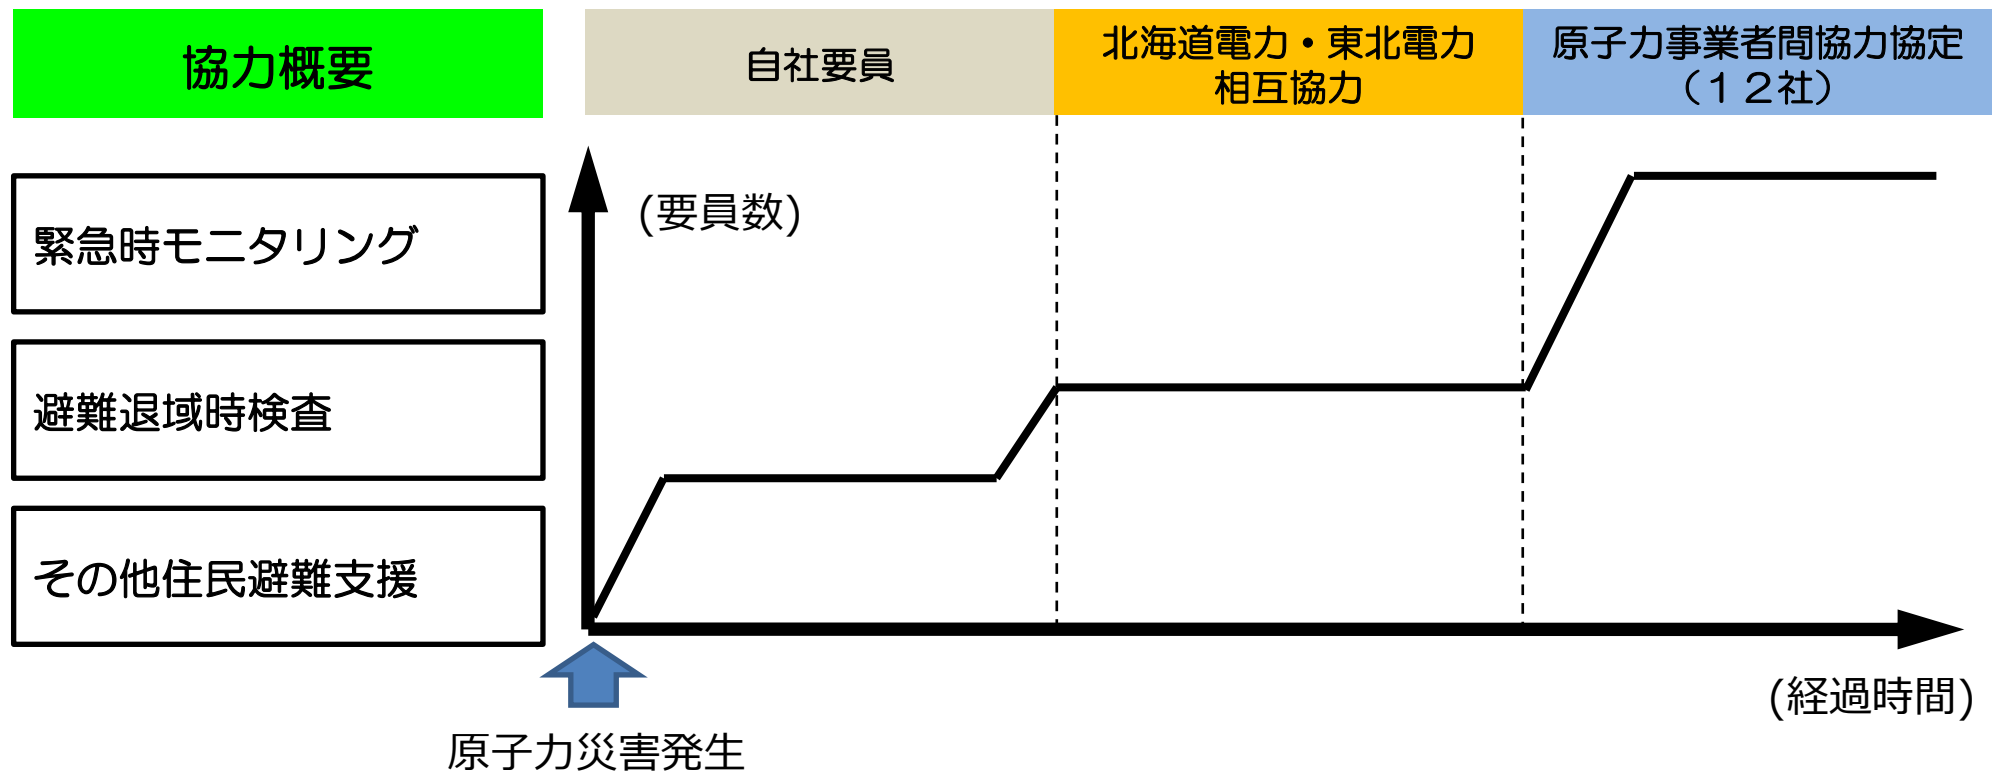 協力概要
自社要員
北海道電力・東北電力
相互協力
原子力事業者間協力協定
（１２社）
緊急時モニタリング
避難退域時検査
その他住民避難支援
(要員数)
(経過時間)
原子力災害発生